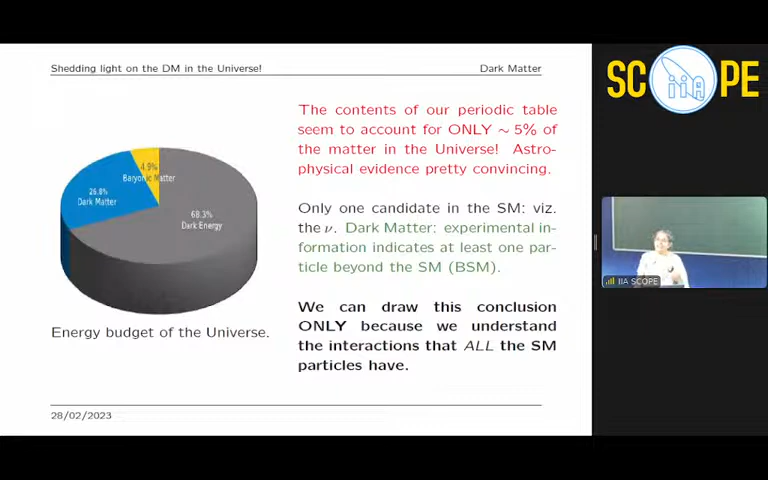 Shedding light on the DM in the Universe!
Dark Matter
The contents of our periodic table
seem to account for ONLY ∼ 5% of
the matter in the Universe! Astro-
physical evidence pretty convincing.
Only one candidate in the SM: viz.
the ν. Dark Matter: experimental in-
formation indicates at least one par-
ticle beyond the SM (BSM).
We can draw this conclusion
ONLY because we understand
the interactions that ALL the SM
particles have.
4.9%
Baryonic Matter
26.8%
Dark Matter
68.3%
Dark Energy
Energy budget of the Universe.
28/02/2023
SC PE
iiA
IIA SCOPE